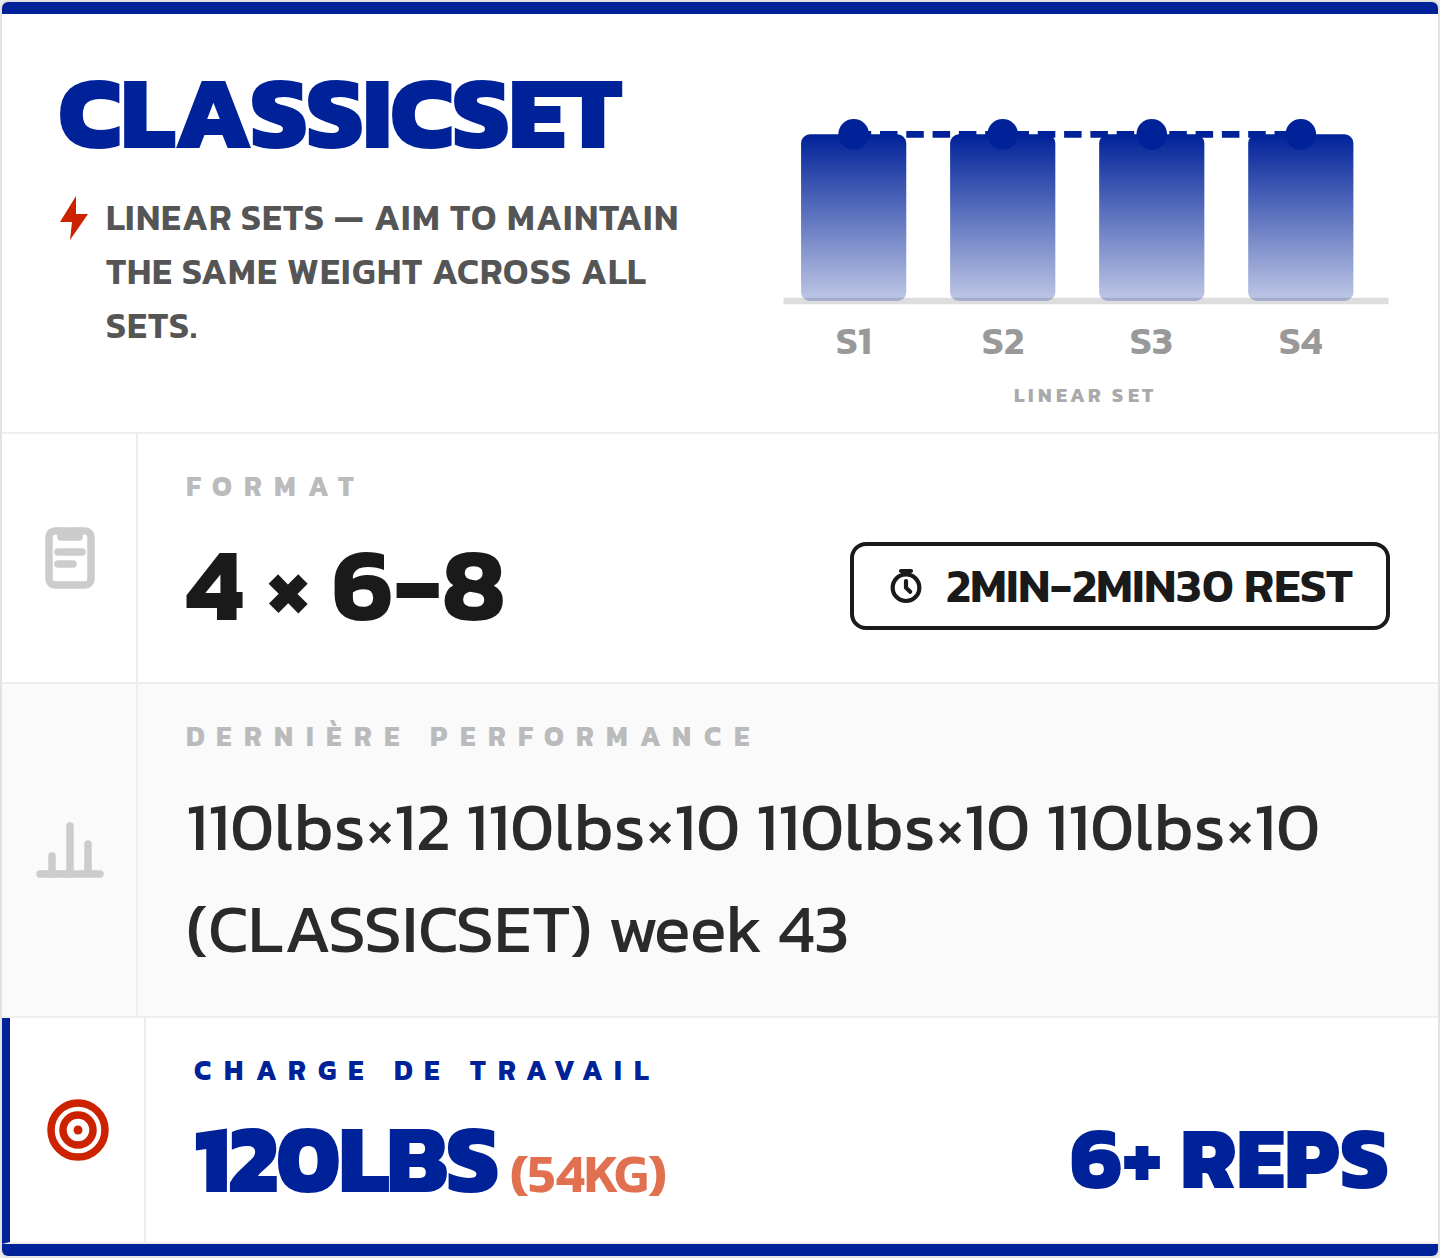 CLASSICSET
LINEAR SETS — AIM TO MAINTAIN
THE SAME WEIGHT ACROSS ALL
SETS.
S1 S2 S3 S4
LINEAR SET
FORMAT
4 × 6–8
2MIN–2MIN30 REST
DERNIÈRE PERFORMANCE
110lbs×12 110lbs×10 110lbs×10 110lbs×10
(CLASSICSET) week 43
CHARGE DE TRAVAIL
120LBS (54KG)
6+ REPS